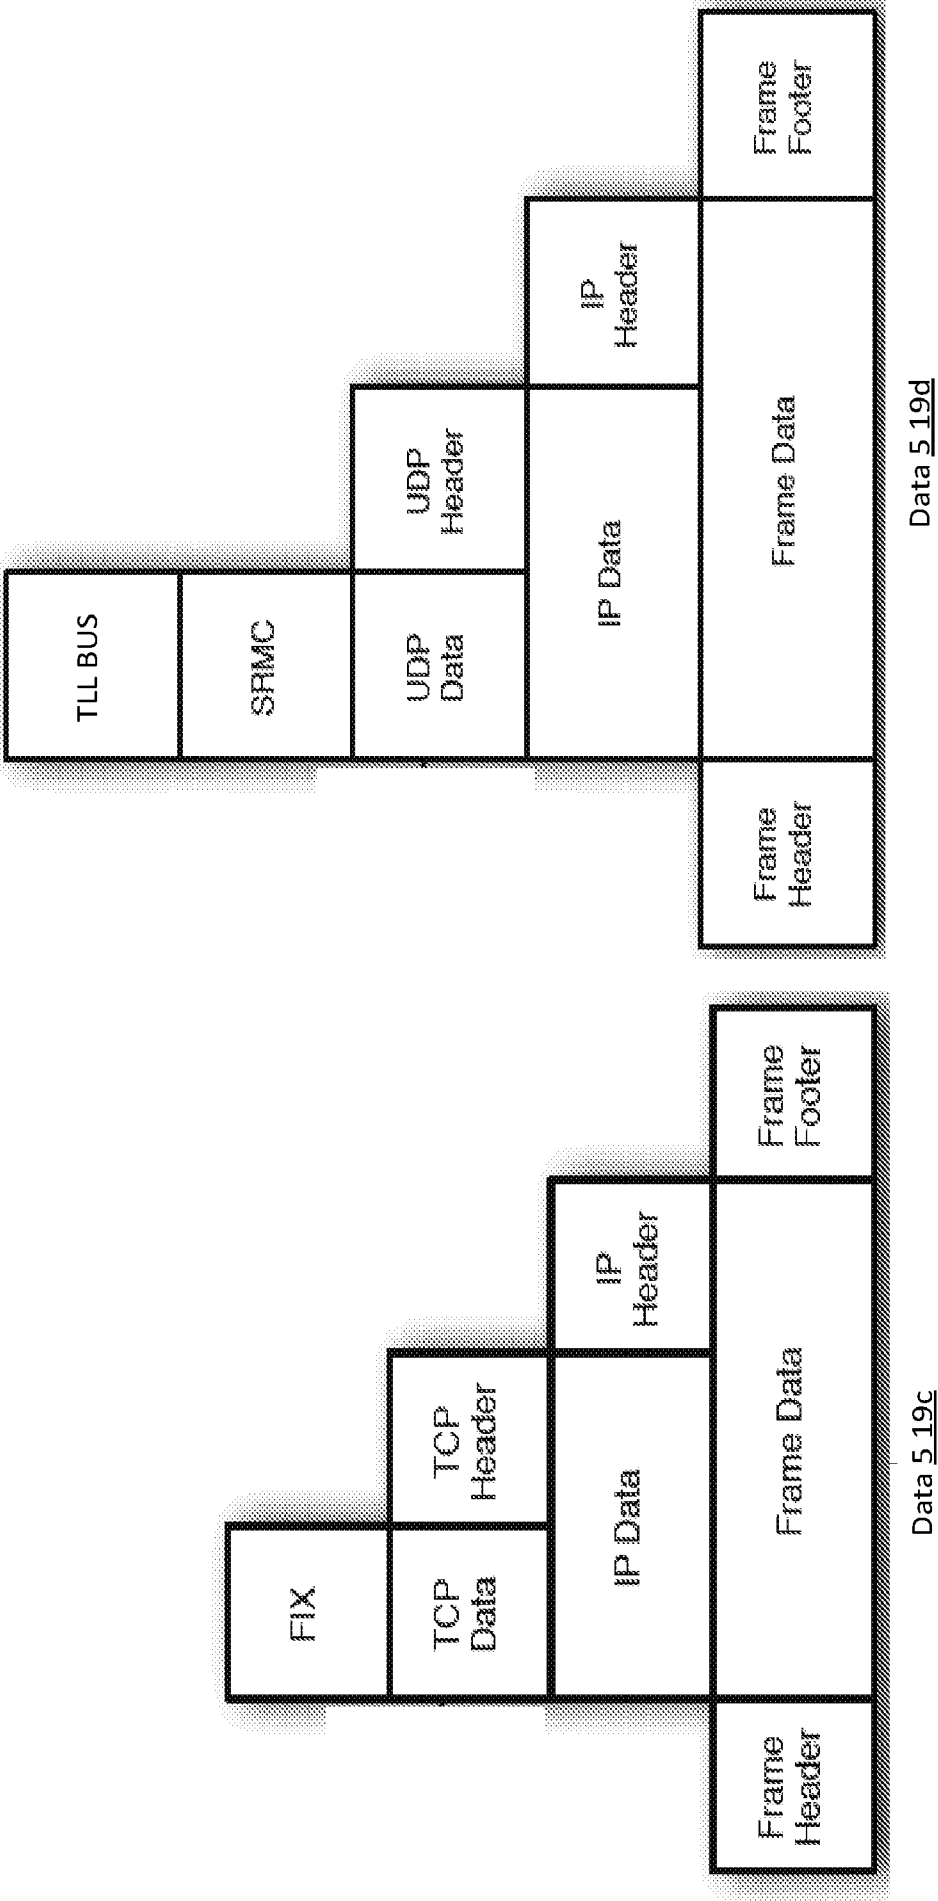 FIX
TCP
Data
TCP
Header
IP Data
IP
Header
Frame
Header
Frame Data
Frame
Footer
Data 5 19c
TLL BUS
SRMC
UDP
Data
UDP
Header
IP Data
IP
Header
Frame
Header
Frame Data
Frame
Footer
Data 5 19d